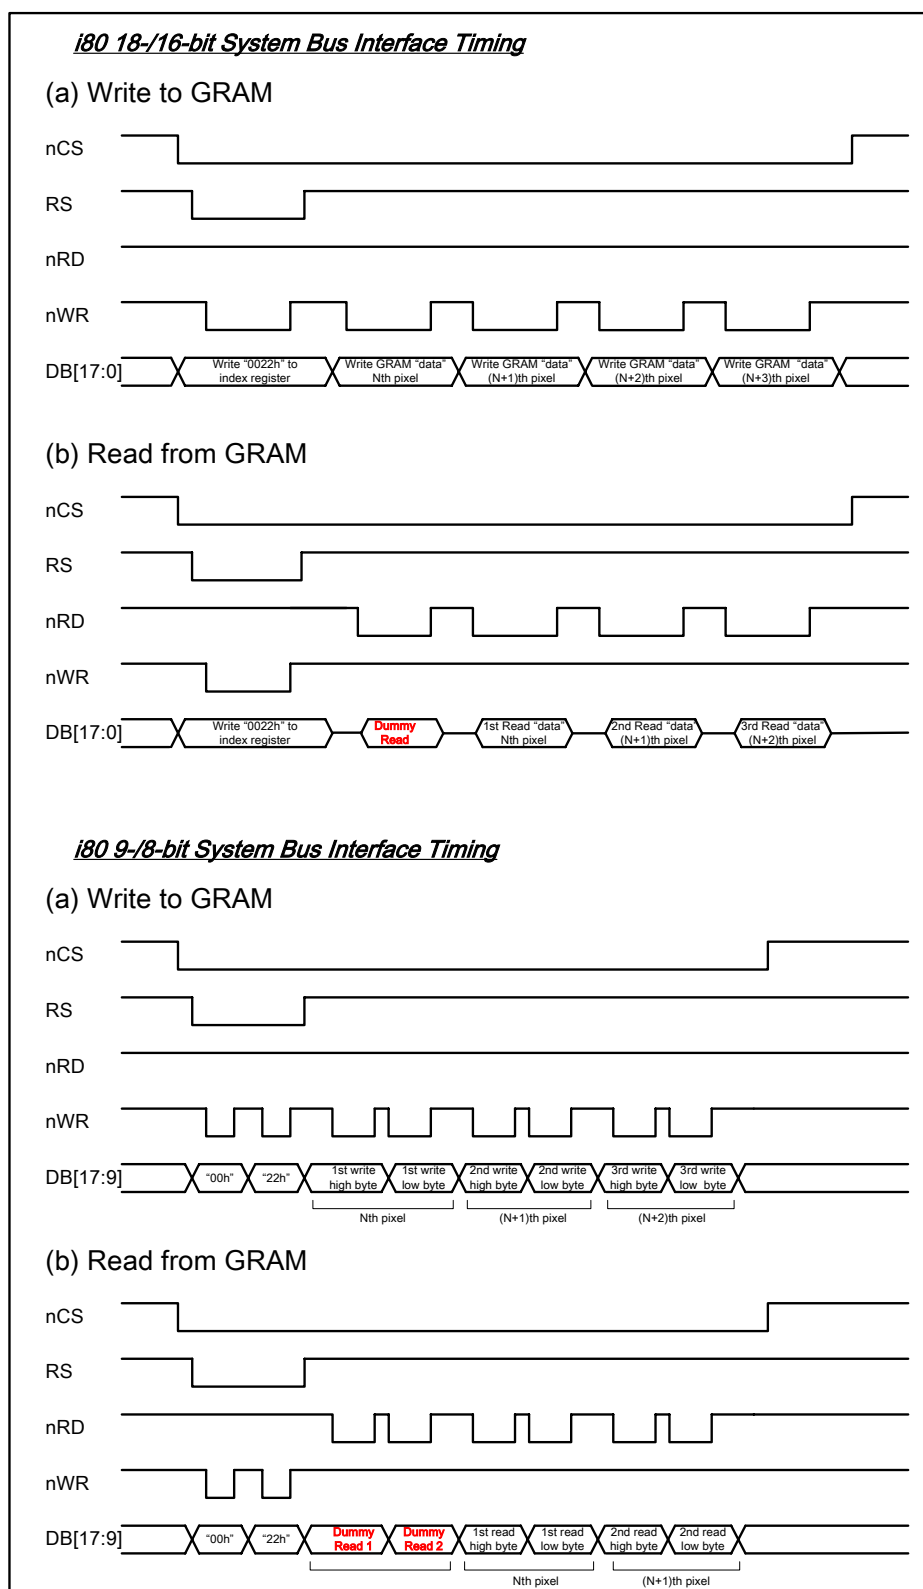 i80 18-/16-bit System Bus Interface Timing
(a) Write to GRAM
nCS
RS
nRD
nWR
DB[17:0]
Write "0022h" to
index register
Write GRAM "data"
Nth pixel
Write GRAM "data"
(N+1)th pixel
Write GRAM "data"
(N+2)th pixel
Write GRAM "data"
(N+3)th pixel
(b) Read from GRAM
nCS
RS
nRD
nWR
DB[17:0]
Write "0022h" to
index register
Dummy
Read
1st Read "data"
Nth pixel
2nd Read "data"
(N+1)th pixel
3rd Read "data"
(N+2)th pixel
i80 9-/8-bit System Bus Interface Timing
(a) Write to GRAM
nCS
RS
nRD
nWR
DB[17:9]
"00h"
"22h"
1st write
high byte
1st write
low byte
2nd write
high byte
2nd write
low byte
3rd write
high byte
3rd write
low byte
Nth pixel
(N+1)th pixel
(N+2)th pixel
(b) Read from GRAM
nCS
RS
nRD
nWR
DB[17:9]
"00h"
"22h"
Dummy
Read 1
Dummy
Read 2
1st read
high byte
1st read
low byte
2nd read
high byte
2nd read
low byte
Nth pixel
(N+1)th pixel